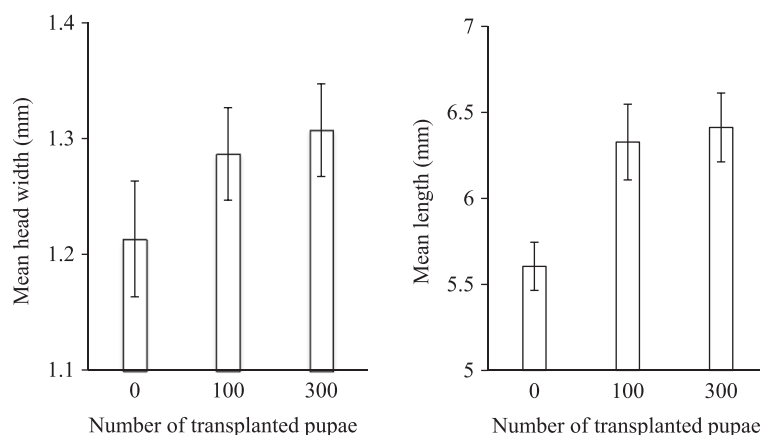 Mean head width (mm)
1.4
1.3
1.2
1.1
0 100 300
Number of transplanted pupae
Mean length (mm)
7
6.5
6
5.5
5
0 100 300
Number of transplanted pupae